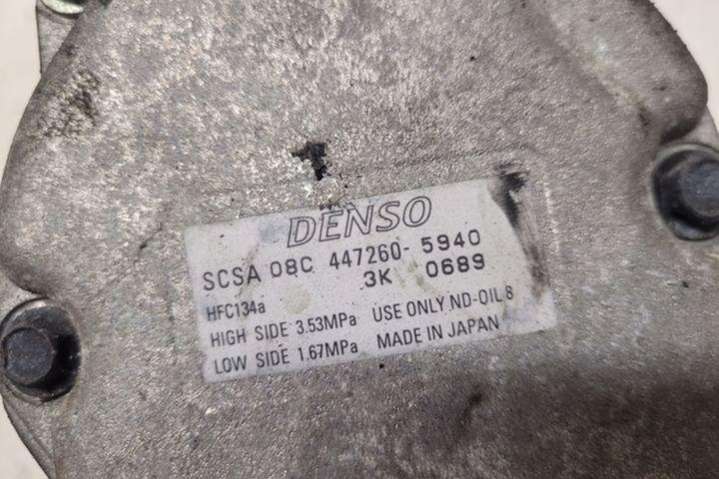 DENSO
SCSA 08C 447260-5940
3K 0689
HFC134a
HIGH SIDE 3.53MPa USE ONLY ND-OIL 8
LOW SIDE 1.67MPa MADE IN JAPAN